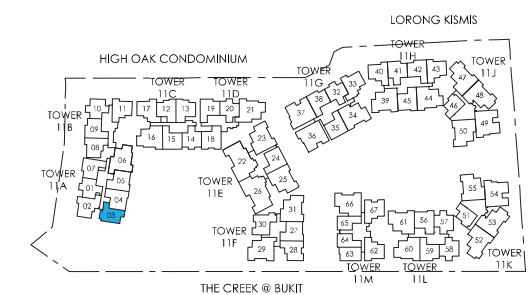 LORONG KISMIS
HIGH OAK CONDOMINIUM
TOWER
11H
TOWER
11J
TOWER
11G
TOWER
11C
TOWER
11D
TOWER
11B
TOWER
11A
TOWER
11E
TOWER
11F
TOWER
11M
TOWER
11L
TOWER
11K
40 41 42 43
39 45 44
47
48
46
50 49
33
32
38
37
34
35
36
17 12 13
16 15 14
19 20 21
18
10 11
09
08
07
06
01
05
02
04
03
23
22
24
26
25
31
30
27
29 28
66
67
65
64
63 62
61 56 57
60 59 58
55
54
51
53
52
THE CREEK @ BUKIT